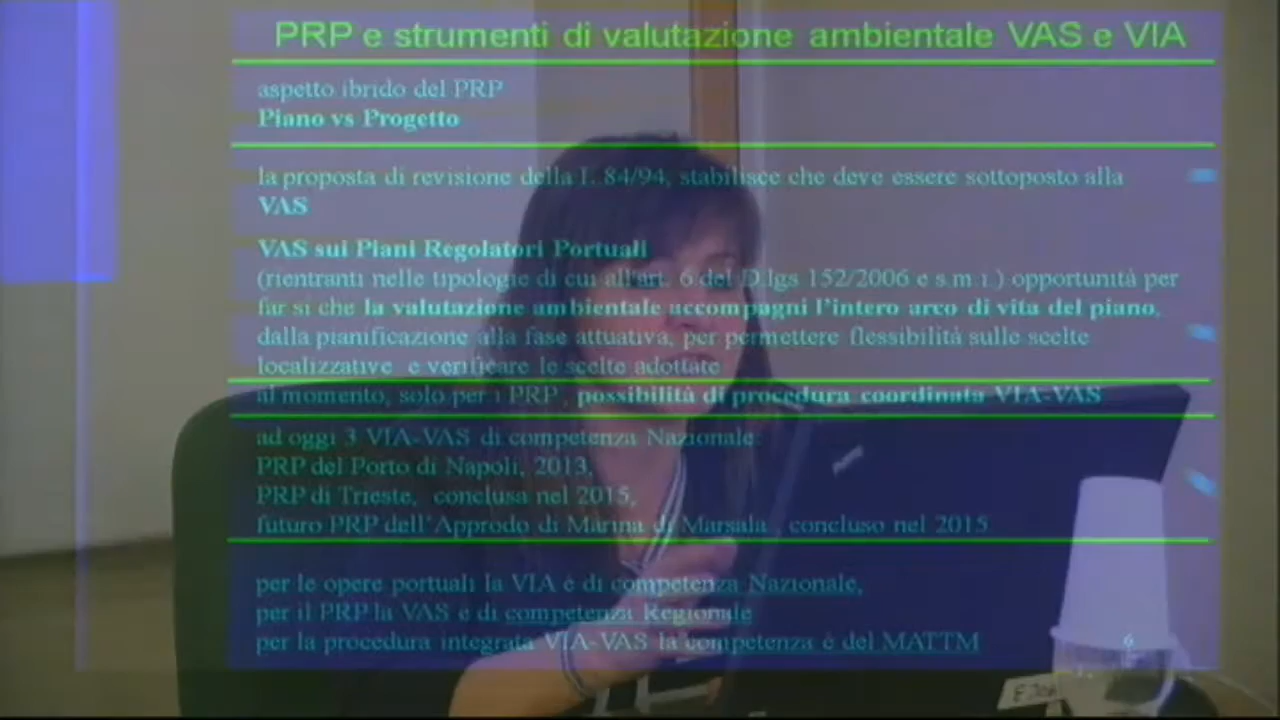 PRP e strumenti di valutazione ambientale VAS e VIA
aspetto ibrido del PRP
Piano vs Progetto
la proposta di revisione della L. 84/94, stabilisce che deve essere sottoposto alla
VAS
VAS sui Piani Regolatori Portuali
(rientranti nelle tipologie di cui all'art. 6 del D.lgs 152/2006 e s.m.i.) opportunità per
far si che la valutazione ambientale accompagni l'intero arco di vita del piano,
dalla pianificazione alla fase attuativa, per permettere flessibilità sulle scelte
localizzative e verificare le scelte adottate
al momento, solo per i PRP, possibilità di procedura coordinata VIA-VAS
ad oggi 3 VIA-VAS di competenza Nazionale:
PRP del Porto di Napoli, 2013,
PRP di Trieste, conclusa nel 2015,
futuro PRP dell'Approdo di Marina di Marsala , concluso nel 2015
per le opere portuali la VIA è di competenza Nazionale,
per il PRP la VAS e di competenza Regionale
per la procedura integrata VIA-VAS la competenza è del MATTM
6